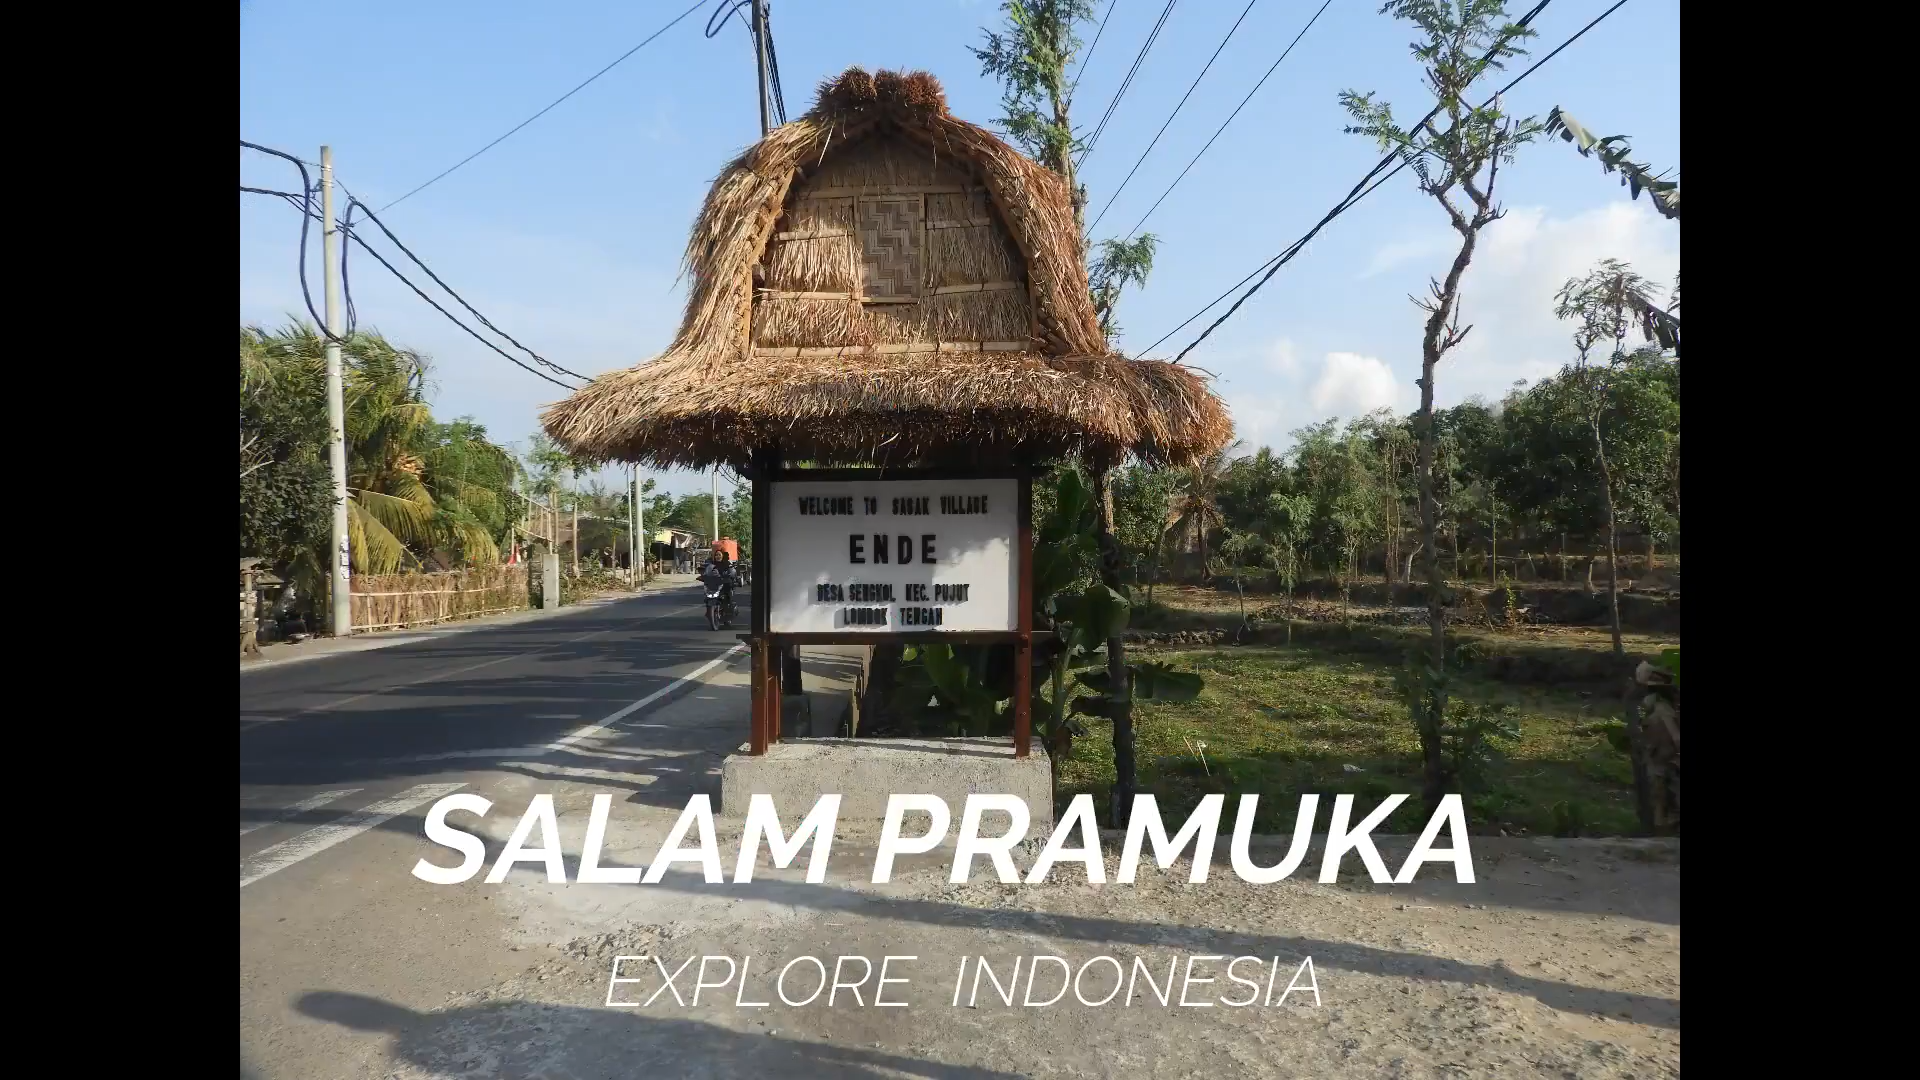 WELCOME TO SASAK VILLAGE
ENDE
DESA SENGKOL KEC. PUJUT
LOMBOK TENGAH
SALAM PRAMUKA
EXPLORE INDONESIA